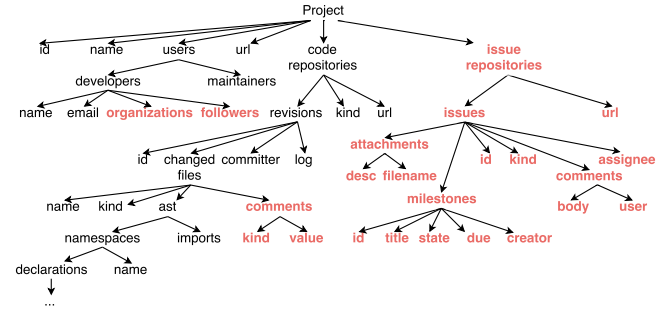 Project
id name users url code repositories issue repositories
developers maintainers
name email organizations followers revisions kind url issues url
id changed files committer log attachments id kind comments assignee
desc filename
name kind ast comments milestones body user
namespaces imports kind value id title state due creator
declarations name
...